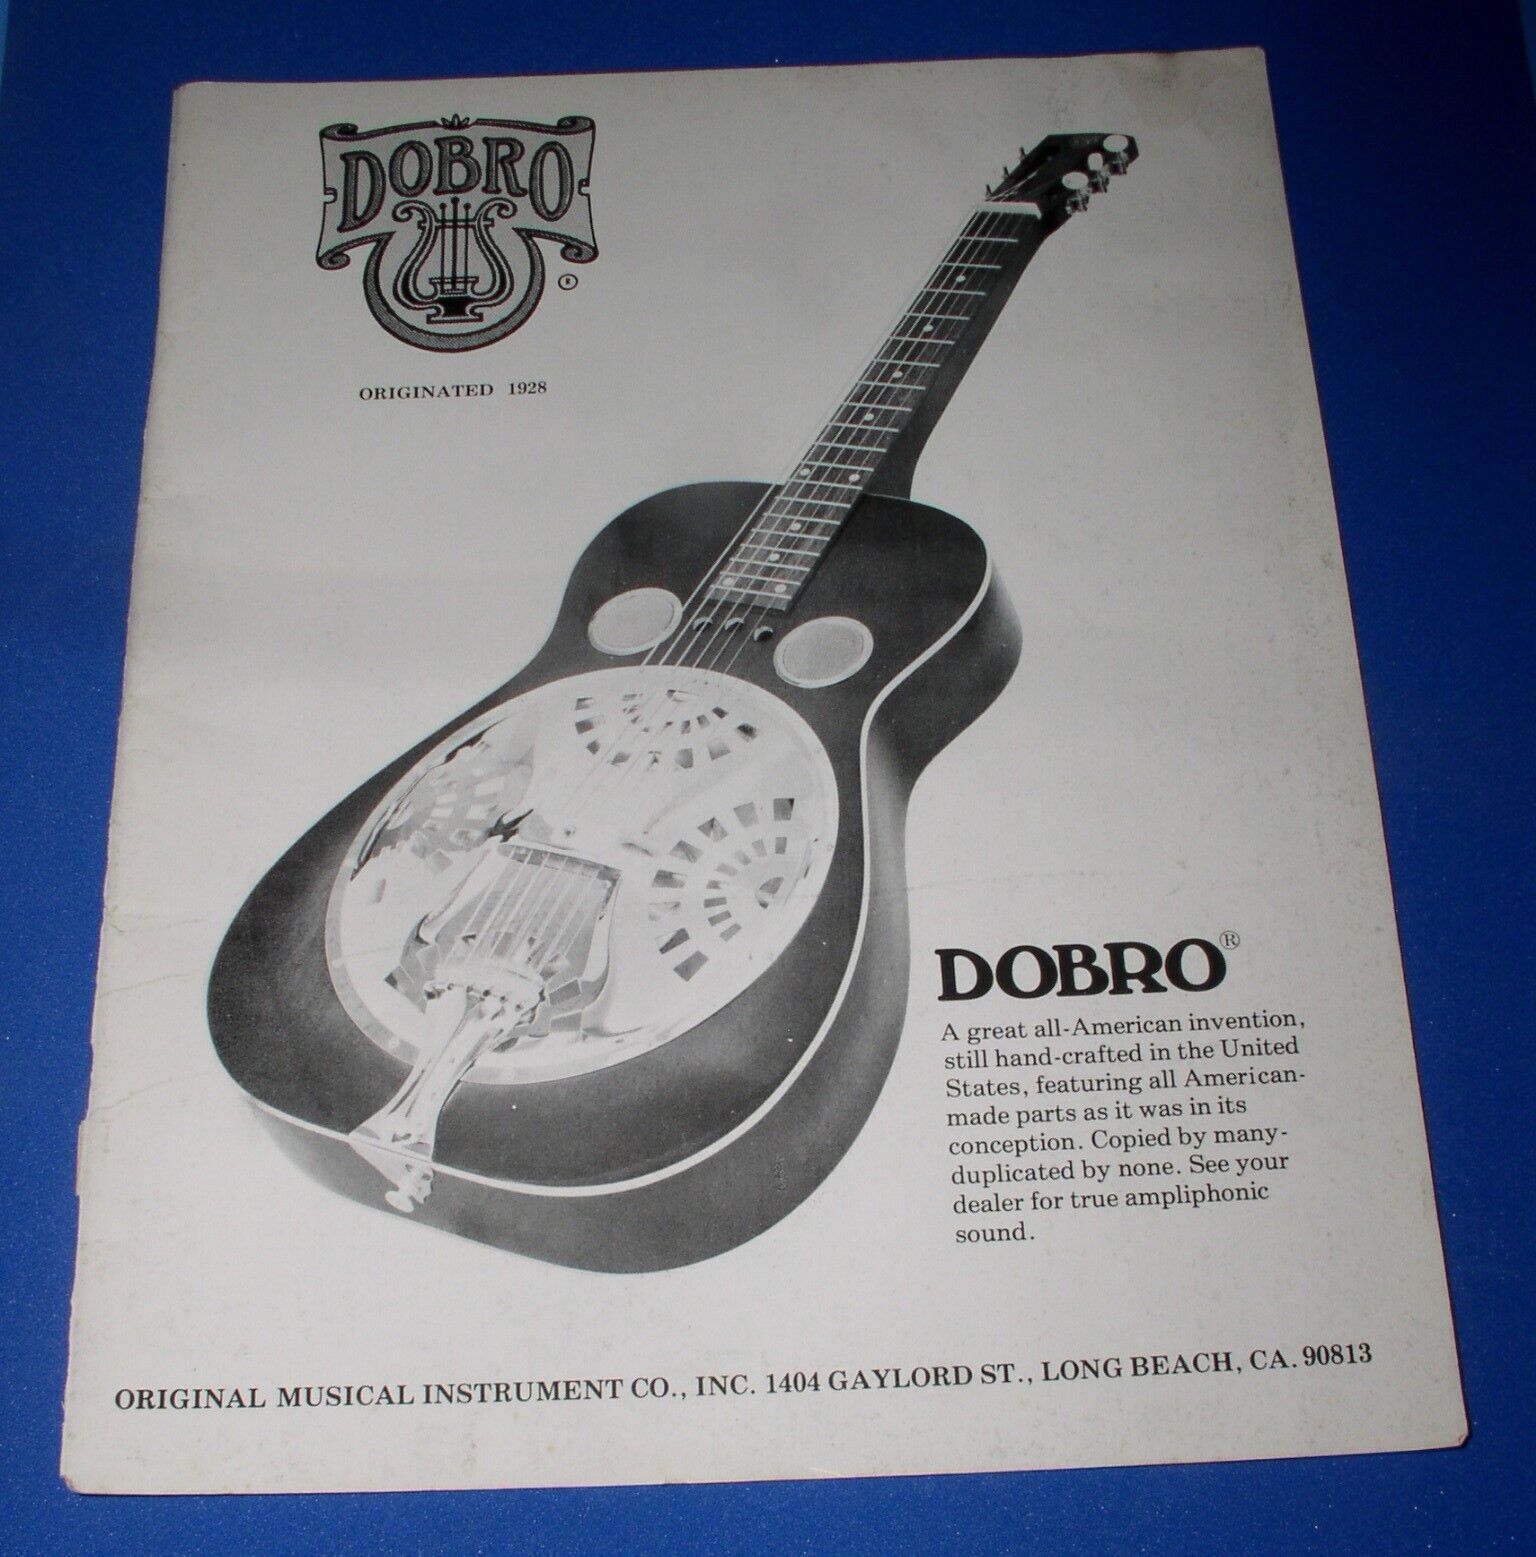 DOBRO
®
ORIGINATED 1928
DOBRO®
A great all-American invention,
still hand-crafted in the United
States, featuring all American-
made parts as it was in its
conception. Copied by many-
duplicated by none. See your
dealer for true ampliphonic
sound.
ORIGINAL MUSICAL INSTRUMENT CO., INC. 1404 GAYLORD ST., LONG BEACH, CA. 90813